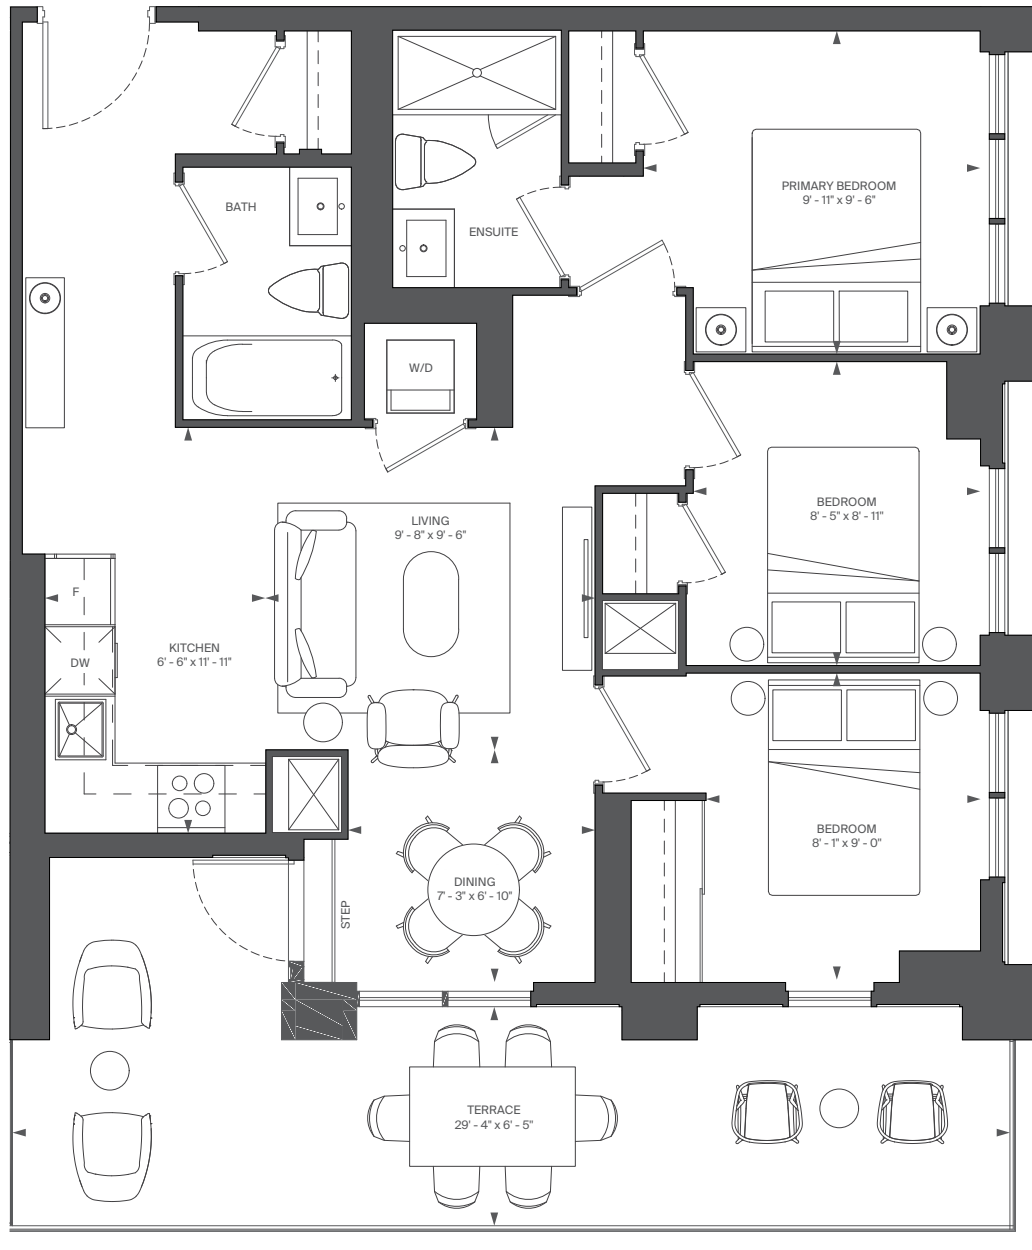 PRIMARY BEDROOM
9' - 11" x 9' - 6"
BATH
ENSUITE
W/D
BEDROOM
8' - 5" x 8' - 11"
LIVING
9' - 8" x 9' - 6"
F
KITCHEN
6' - 6" x 11' - 11"
DW
BEDROOM
8' - 1" x 9' - 0"
DINING
7' - 3" x 6' - 10"
STEP
TERRACE
29' - 4" x 6' - 5"